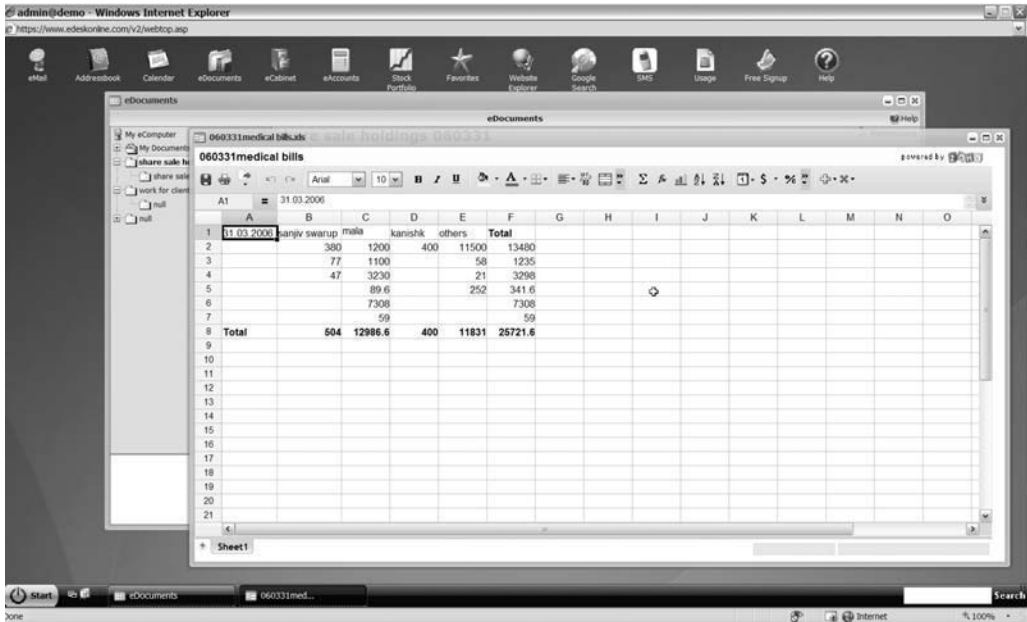 admin@demo - Windows Internet Explorer
https://www.edeskonline.com/v2/webtop.asp
eMail Addressbook Calendar eDocuments eCabinet eAccounts Stock Portfolio Favorites Website Explorer Google Search SMS Usage Free Signup Help
eDocuments
eDocuments
Help
My eComputer
My Documents
share sale h
share sale
work for client
null
null
060331medical bills.xls
share sale holdings 060331
060331medical bills
powered by
Arial 10 B I U
A1 = 31.03.2006
A B C D E F G H I J K L M N O
1 31.03.2006 sanjiv swarup mala kanishk others Total
2 380 1200 400 11500 13480
3 77 1100 58 1235
4 47 3230 21 3298
5 89.6 252 341.6
6 7308 7308
7 59 59
8 Total 504 12986.6 400 11831 25721.6
9
10
11
12
13
14
15
16
17
18
19
20
21
+ Sheet1
Start eDocuments 060331med... Search
Done Internet 100%